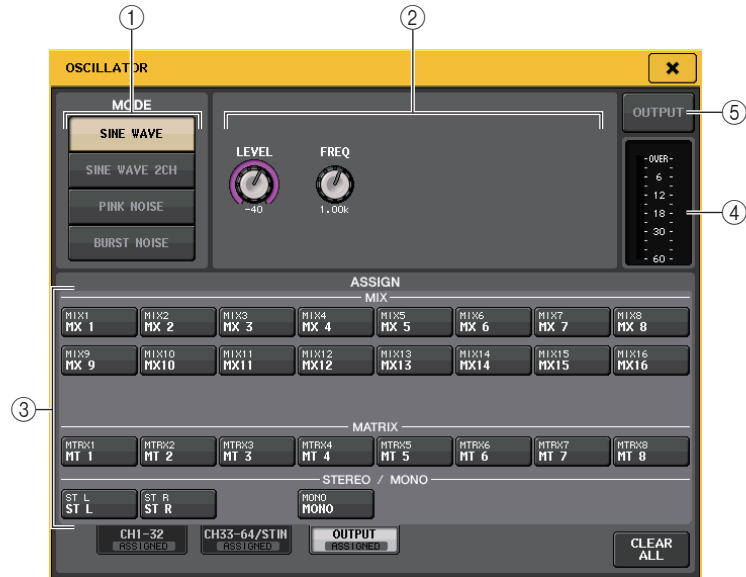 ① ②
OSCILLATOR ×
MODE
SINE WAVE
SINE WAVE 2CH
PINK NOISE
BURST NOISE
LEVEL FREQ
-40 1.00k
OUTPUT ⑤
-OVER-
- 6 -
- 12 -
- 18 - ④
- 30 -
- 60 -
ASSIGN
MIX
MIX1 MIX2 MIX3 MIX4 MIX5 MIX6 MIX7 MIX8
MX 1 MX 2 MX 3 MX 4 MX 5 MX 6 MX 7 MX 8
MIX9 MIX10 MIX11 MIX12 MIX13 MIX14 MIX15 MIX16
MX 9 MX10 MX11 MX12 MX13 MX14 MX15 MX16
③
MATRIX
MTRX1 MTRX2 MTRX3 MTRX4 MTRX5 MTRX6 MTRX7 MTRX8
MT 1 MT 2 MT 3 MT 4 MT 5 MT 6 MT 7 MT 8
STEREO / MONO
ST L ST R MONO
ST L ST R MONO
CH1-32 CH33-64/STIN OUTPUT
ASSIGNED ASSIGNED ASSIGNED
CLEAR
ALL